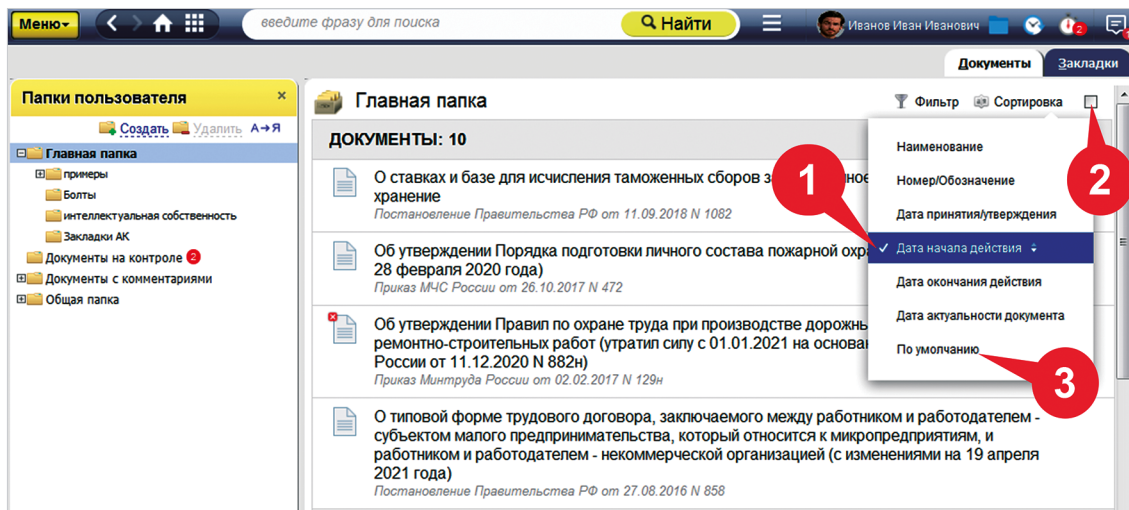 Меню
введите фразу для поиска
Найти
Иванов Иван Иванович
2
Документы
Закладки
Папки пользователя
×
Создать Удалить А→Я
Главная папка
примеры
Болты
интеллектуальная собственность
Закладки АК
Документы на контроле 2
Документы с комментариями
Общая папка
Главная папка
Фильтр Сортировка
ДОКУМЕНТЫ: 10
О ставках и базе для исчисления таможенных сборов
хранение
Постановление Правительства РФ от 11.09.2018 N 1082
Об утверждении Порядка подготовки личного состава пожарной
28 февраля 2020 года)
Приказ МЧС России от 26.10.2017 N 472
Об утверждении Правил по охране труда при производстве
ремонтно-строительных работ (утратил силу с 01.01.2021 на
России от 11.12.2020 N 882н)
Приказ Минтруда России от 02.02.2017 N 129н
О типовой форме трудового договора, заключаемого между работником и работодателем -
субъектом малого предпринимательства, который относится к микропредприятиям, и
работником и работодателем - некоммерческой организацией (с изменениями на 19 апреля
2021 года)
Постановление Правительства РФ от 27.08.2016 N 858
Наименование
Номер/Обозначение
Дата принятия/утверждения
Дата начала действия
Дата окончания действия
Дата актуальности документа
По умолчанию
1
2
3